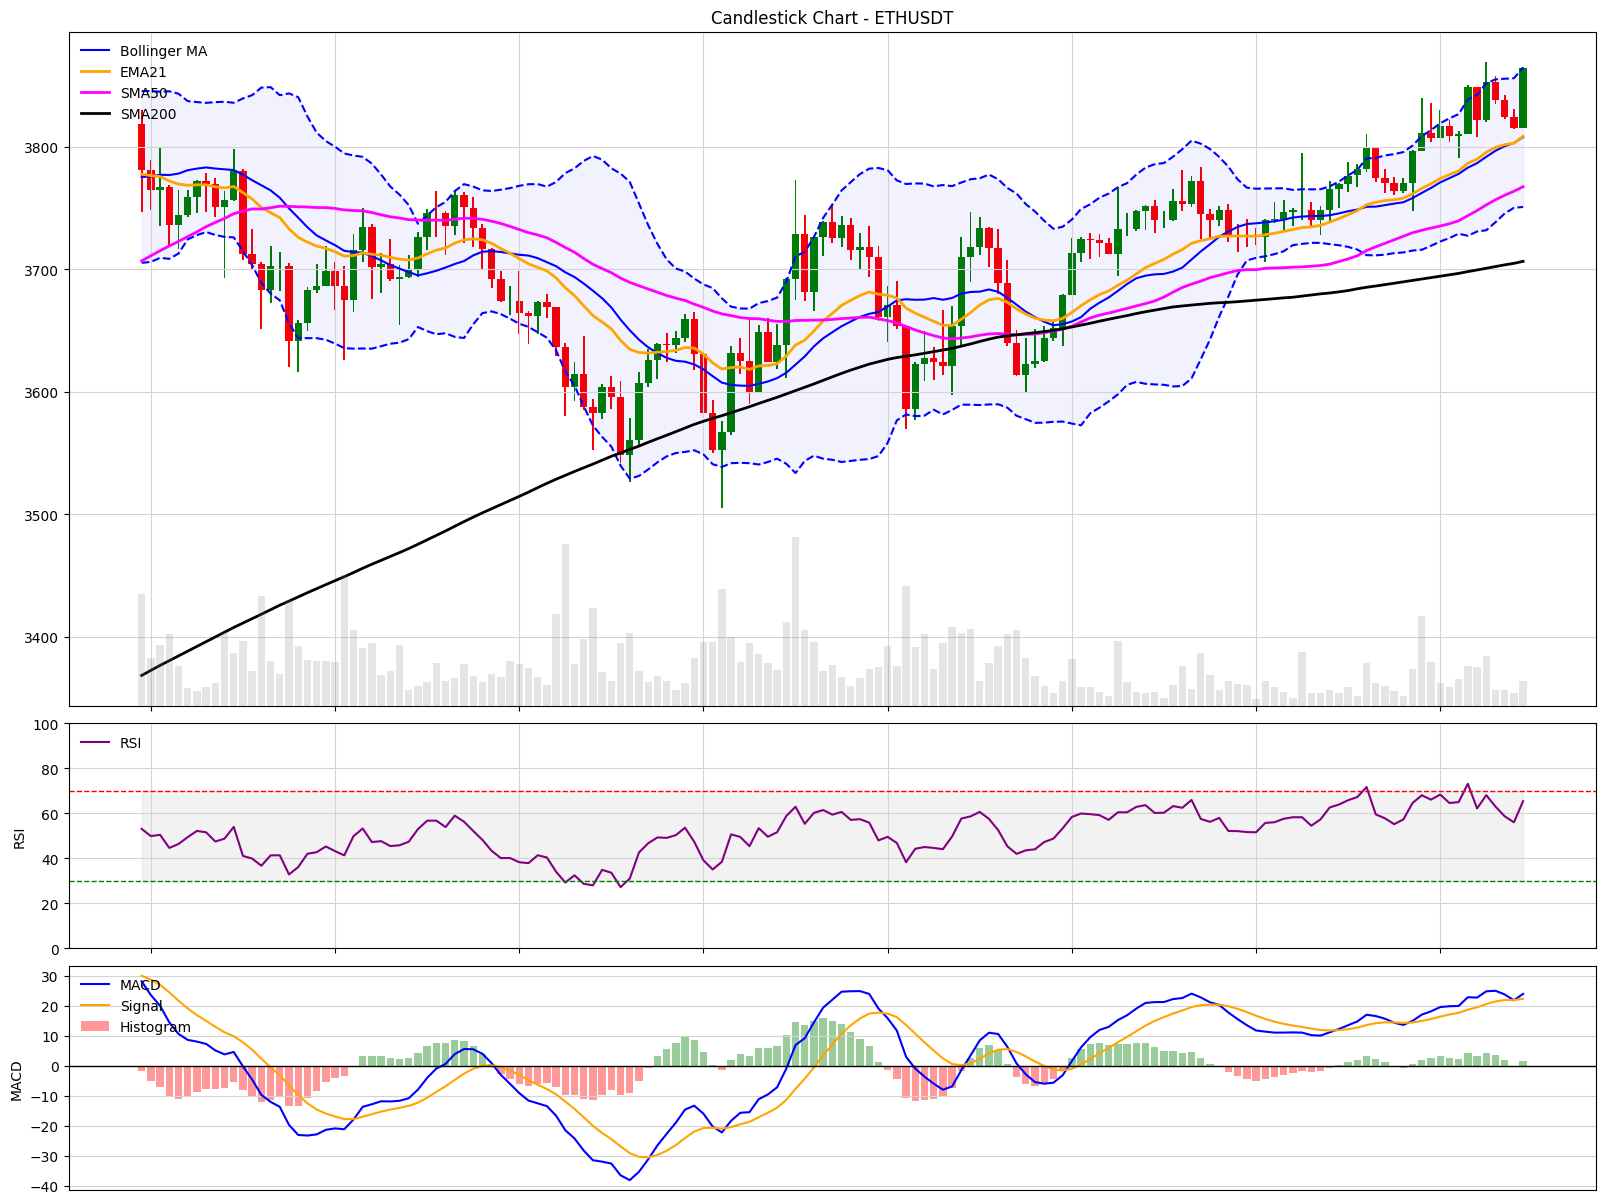 Candlestick Chart - ETHUSDT
Bollinger MA
EMA21
SMA50
SMA200
3800
3700
3600
3500
3400
100
80
60
40
20
0
RSI
RSI
30
20
10
0
−10
−20
−30
−40
MACD
MACD
Signal
Histogram